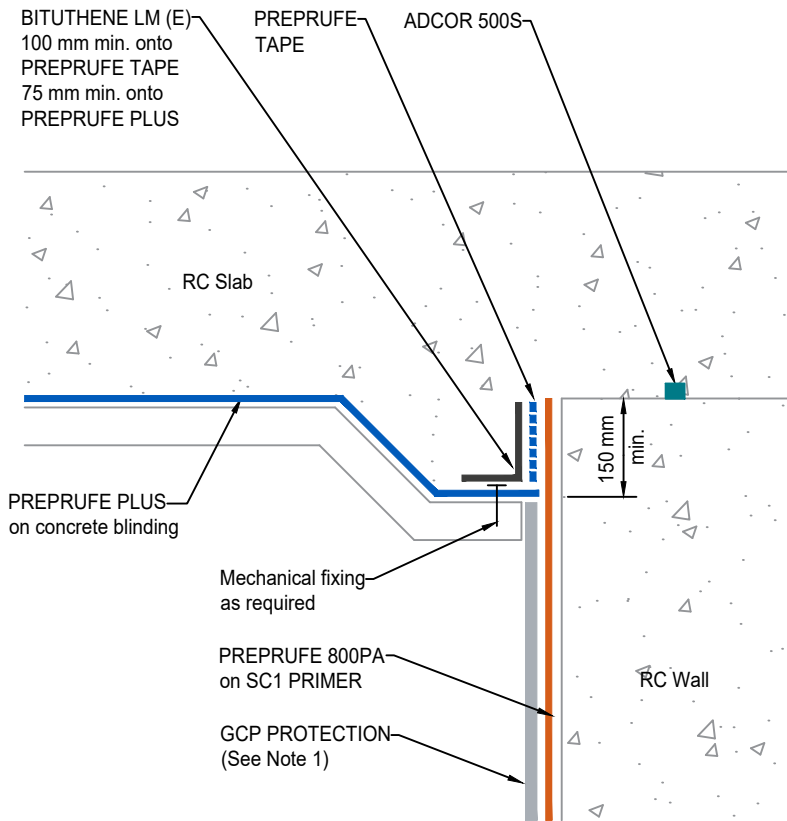 BITUTHENE LM (E)
100 mm min. onto
PREPRUFE TAPE
75 mm min. onto
PREPRUFE PLUS
PREPRUFE
TAPE
ADCOR 500S
RC Slab
150 mm
min.
PREPRUFE PLUS
on concrete blinding
Mechanical fixing
as required
PREPRUFE 800PA
on SC1 PRIMER
RC Wall
GCP PROTECTION
(See Note 1)